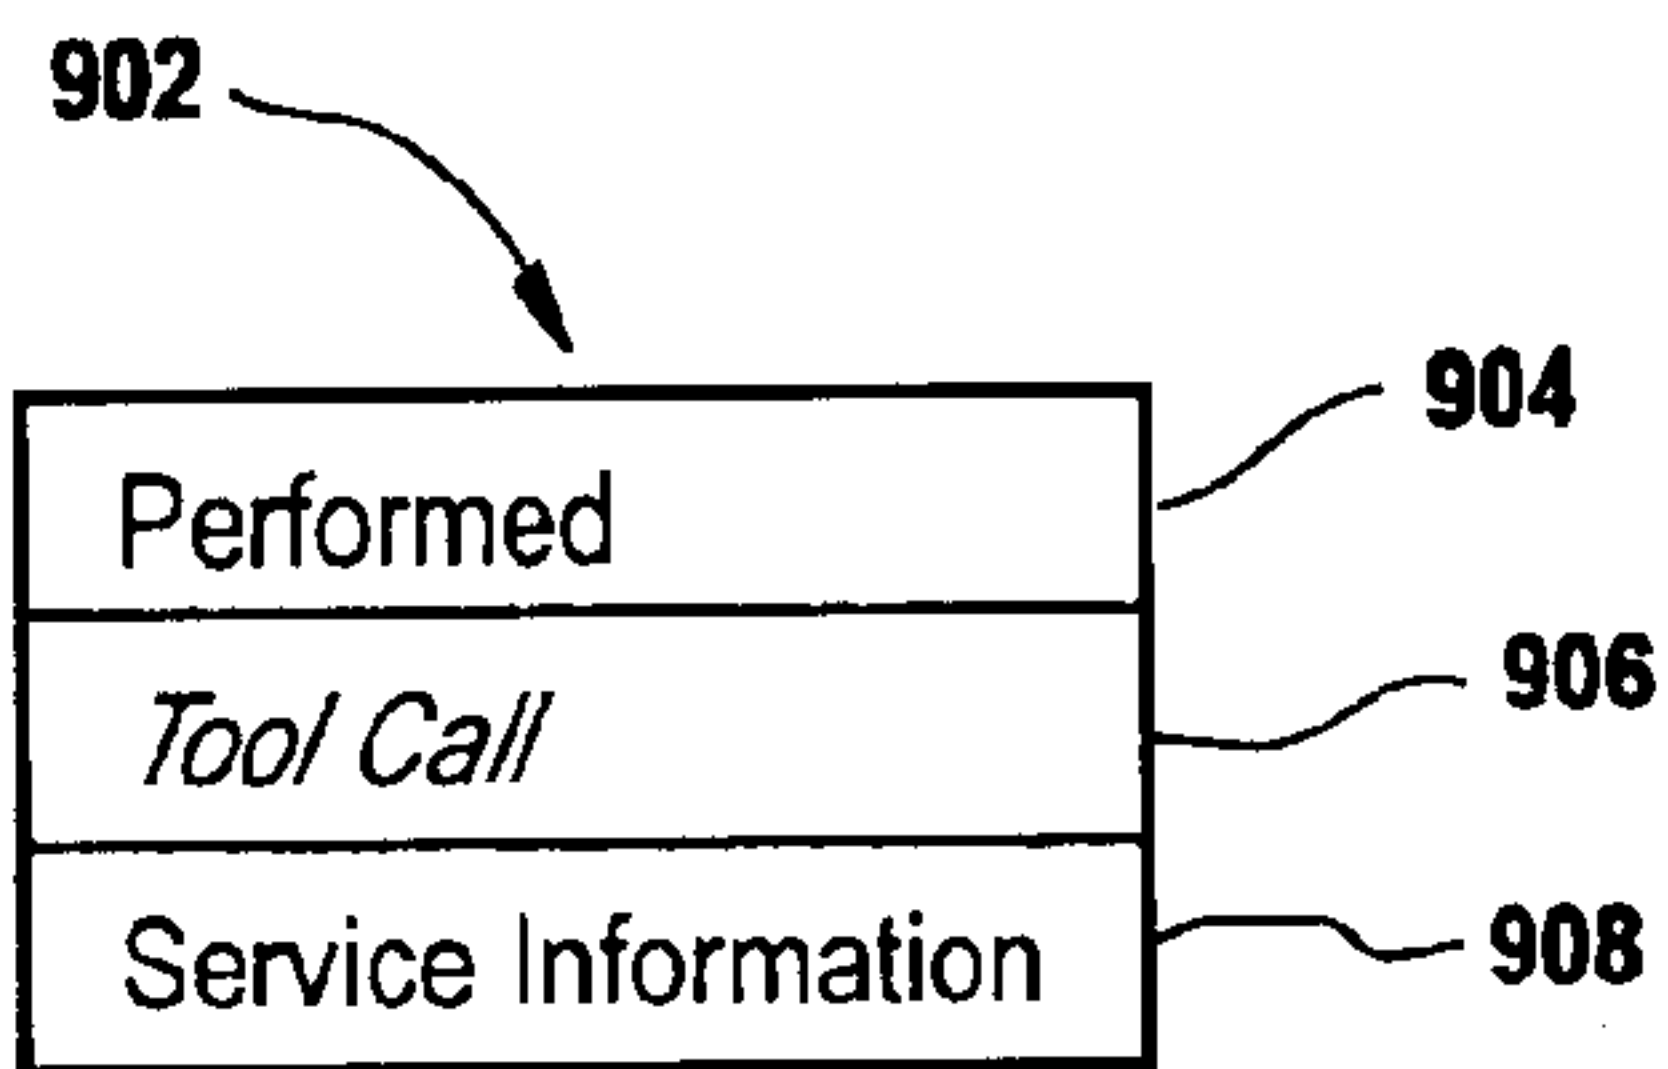 902
904
Performed
906
Tool Call
908
Service Information